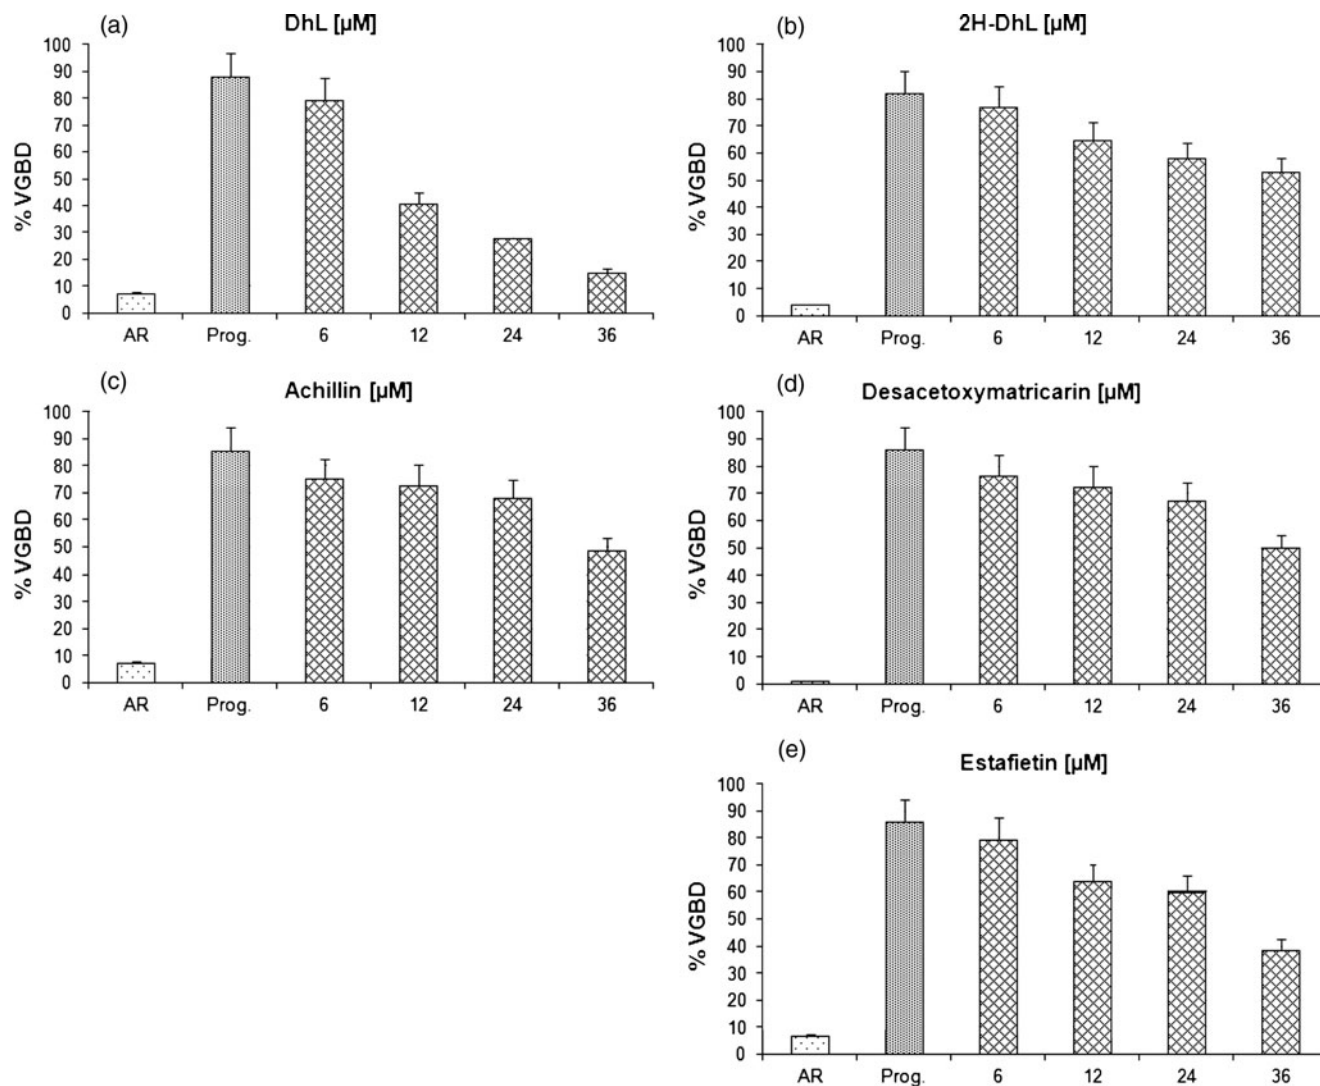 (a)
DhL [µM]
100
90
80
70
60
50
40
30
20
10
0
% VGBD
AR Prog. 6 12 24 36
(b)
2H-DhL [µM]
100
90
80
70
60
50
40
30
20
10
0
% VGBD
AR Prog. 6 12 24 36
(c)
Achillin [µM]
100
90
80
70
60
50
40
30
20
10
0
% VGBD
AR Prog. 6 12 24 36
(d)
Desacetoxymatricarin [µM]
100
90
80
70
60
50
40
30
20
10
0
% VGBD
AR Prog. 6 12 24 36
(e)
Estafietin [µM]
100
90
80
70
60
50
40
30
20
10
0
% VGBD
AR Prog. 6 12 24 36